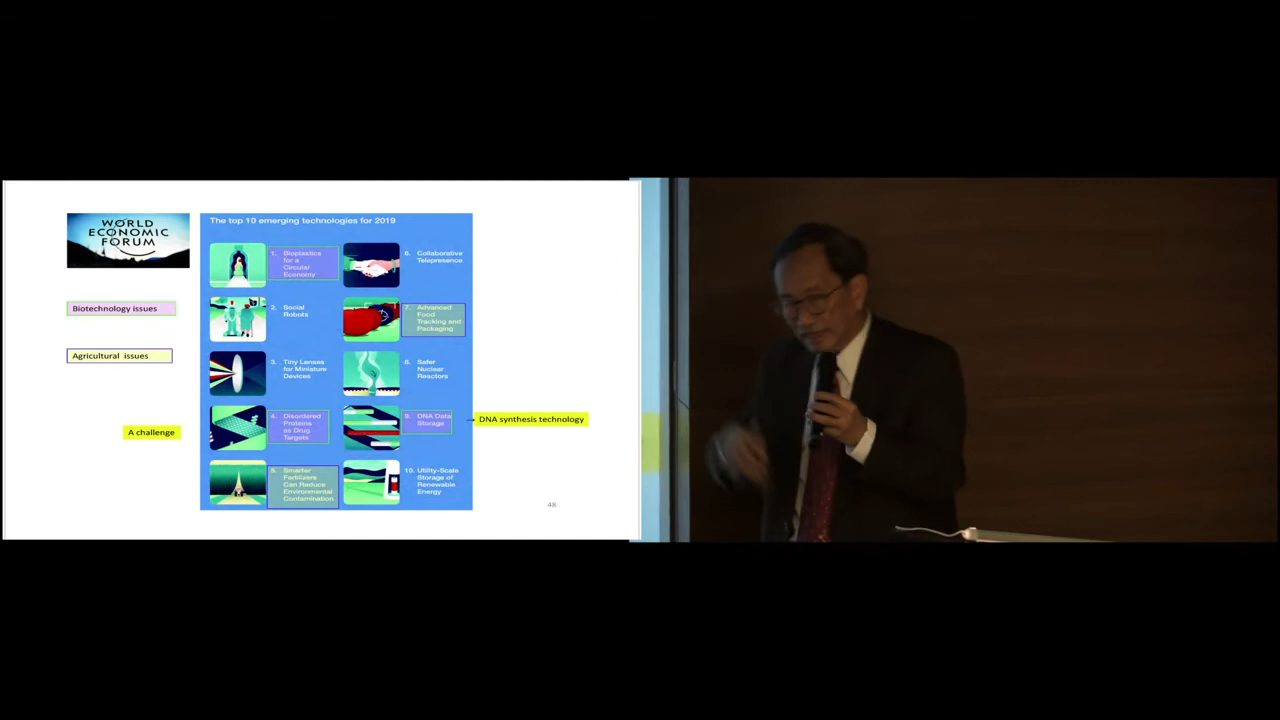 WORLD
ECONOMIC
FORUM
Biotechnology issues
Agricultural issues
A challenge
The top 10 emerging technologies for 2019
1. Bioplastics
for a
Circular
Economy
2. Social
Robots
3. Tiny Lenses
for Miniature
Devices
4. Disordered
Proteins
as Drug
Targets
5. Smarter
Fertilizers
Can Reduce
Environmental
Contamination
6. Collaborative
Telepresence
7. Advanced
Food
Tracking and
Packaging
8. Safer
Nuclear
Reactors
9. DNA Data
Storage
10. Utility-Scale
Storage of
Renewable
Energy
DNA synthesis technology
48